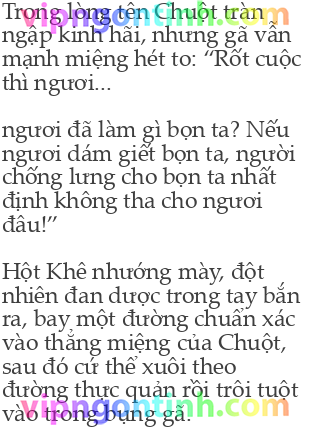 Trong lòng tên Chuột tràn
vipngontinh.com
ngập kinh hãi, nhưng gã vẫn
mạnh miệng hét to: “Rốt cuộc
thì ngươi...
ngươi đã làm gì bọn ta? Nếu
ngươi dám giết bọn ta, người
chống lưng cho bọn ta nhất
định không tha cho ngươi
đâu!”
Hột Khê nhướng mày, đột
nhiên đan dược trong tay bắn
ra, bay một đường chuẩn xác
vào thẳng miệng của Chuột,
sau đó cứ thế xuôi theo
đường thực quản rồi trôi tuột
vào trong bụng gã.
vipngontinh.com